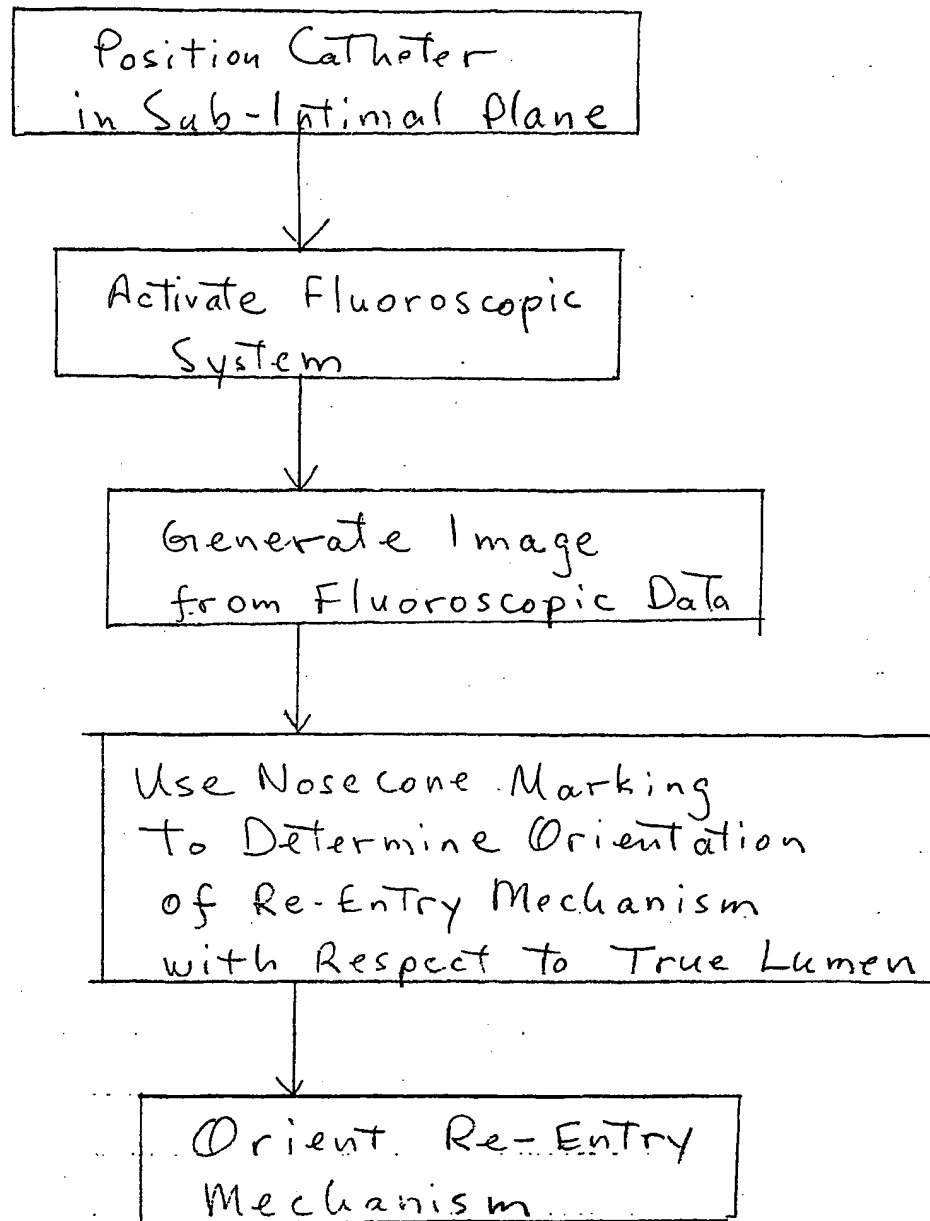 Position Catheter
in Sub-Intimal Plane
Activate Fluoroscopic
System
Generate Image
from Fluoroscopic Data
Use Nosecone Marking
to Determine Orientation
of Re-Entry Mechanism
with Respect to True Lumen
Orient Re-Entry
Mechanism